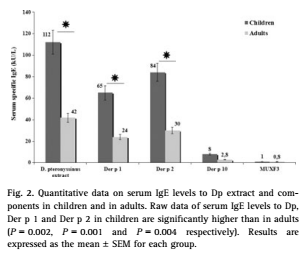 140
120
100
80
60
40
20
0
Serum specific IgE (kU/L)
Children
Adults
112
42
65
24
84
30
8
2,8
1
0,8
D. pteronyssinus
extract
Der p 1
Der p 2
Der p 10
MUXF3
Fig. 2. Quantitative data on serum IgE levels to Dp extract and com-
ponents in children and in adults. Raw data of serum IgE levels to Dp,
Der p 1 and Der p 2 in children are significantly higher than in adults
(P = 0.002, P = 0.001 and P = 0.004 respectively). Results are
expressed as the mean ± SEM for each group.